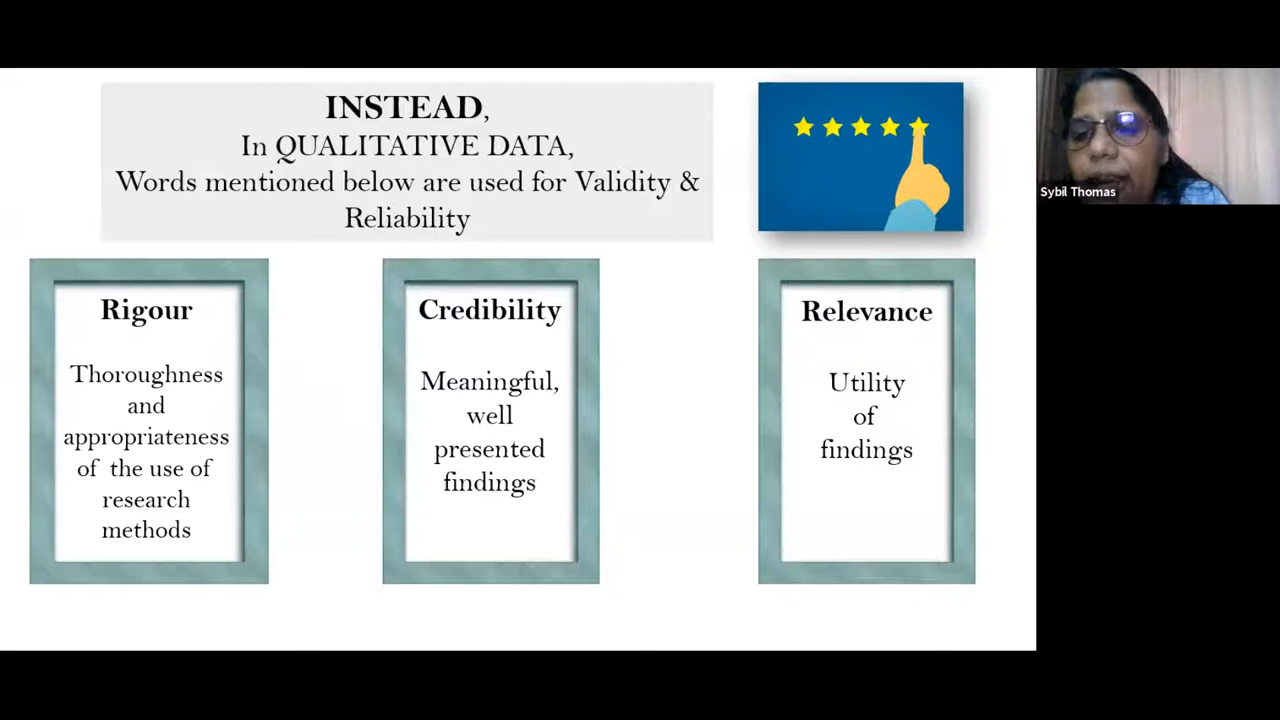 INSTEAD,
In QUALITATIVE DATA,
Words mentioned below are used for Validity &
Reliability
Rigour
Thoroughness
and
appropriateness
of the use of
research
methods
Credibility
Meaningful,
well
presented
findings
Relevance
Utility
of
findings
Sybil Thomas